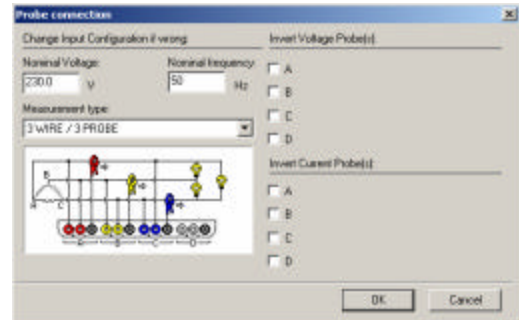 Probe connection
Change Input Configuration if wrong:
Nominal Voltage:
Nominal frequency:
230.0
V
50
Hz
Measurement type:
3 WIRE / 3 PROBE
B
A
C
A
B
C
D
Invert Voltage Probe(s):
A
B
C
D
Invert Current Probe(s):
A
B
C
D
OK
Cancel